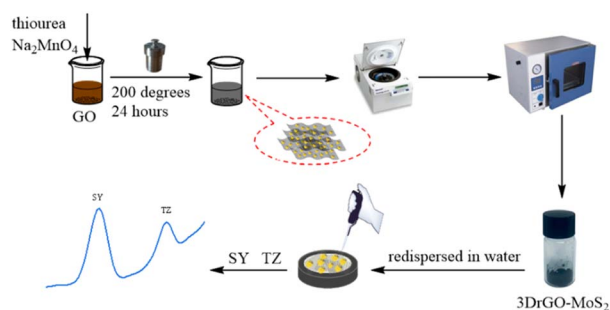 thiourea
Na₂MnO₄
GO
200 degrees
24 hours
SY
TZ
SY TZ
redispersed in water
3DrGO-MoS₂